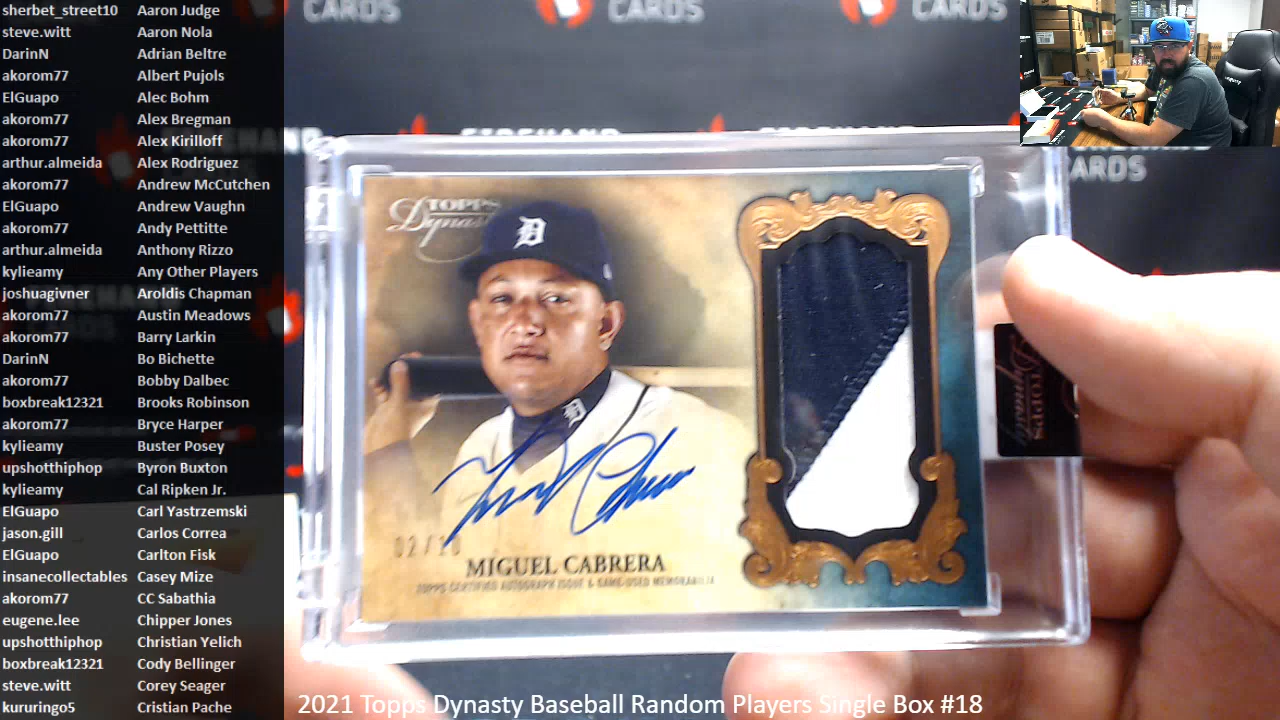 sherbet_street10 Aaron Judge
steve.witt Aaron Nola
DarinN Adrian Beltre
akorom77 Albert Pujols
ElGuapo Alec Bohm
akorom77 Alex Bregman
akorom77 Alex Kirilloff
arthur.almeida Alex Rodriguez
akorom77 Andrew McCutchen
ElGuapo Andrew Vaughn
akorom77 Andy Pettitte
arthur.almeida Anthony Rizzo
kylieamy Any Other Players
joshuagivner Aroldis Chapman
akorom77 Austin Meadows
akorom77 Barry Larkin
DarinN Bo Bichette
akorom77 Bobby Dalbec
boxbreak12321 Brooks Robinson
akorom77 Bryce Harper
kylieamy Buster Posey
upshotthiphop Byron Buxton
kylieamy Cal Ripken Jr.
ElGuapo Carl Yastrzemski
jason.gill Carlos Correa
ElGuapo Carlton Fisk
insanecollectables Casey Mize
akorom77 CC Sabathia
eugene.lee Chipper Jones
upshotthiphop Christian Yelich
boxbreak12321 Cody Bellinger
steve.witt Corey Seager
kururingo5 Cristian Pache
CARDS
CARDS
CARDS
FIREHAND
CARDS
TOPPS
Dynasty
D
D
02/10
MIGUEL CABRERA
TOPPS CERTIFIED AUTOGRAPH ISSUE & GAME-USED MEMORABILIA
TOPPS
Dynasty
2021 Topps Dynasty Baseball Random Players Single Box #18